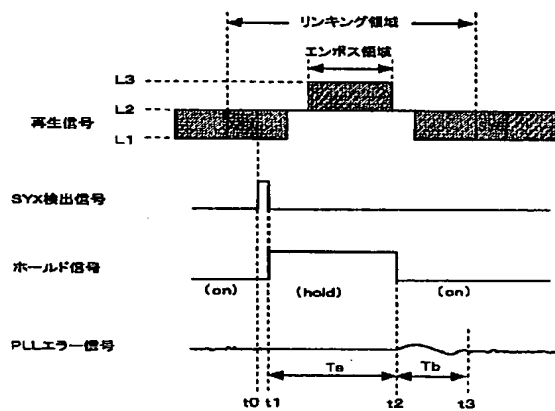 リンキング領域
エンボス領域
L3
L2
再生信号
L1
SYX検出信号
ホールド信号
(on)
(hold)
(on)
PLLエラー信号
Ta
Tb
t0
t1
t2
t3